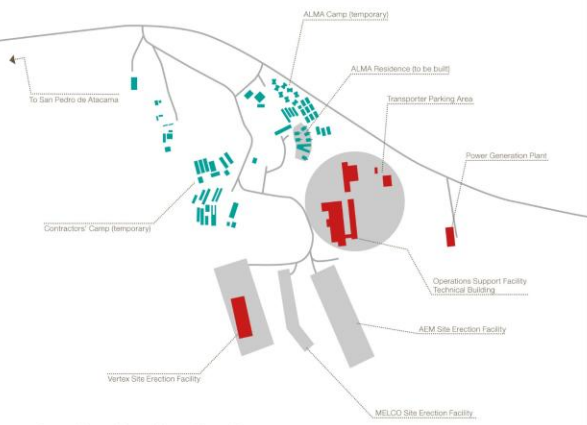 ALMA Camp (temporary)
ALMA Residence (to be built)
Transporter Parking Area
To San Pedro de Atacama
Power Generation Plant
Contractors' Camp (temporary)
Operations Support Facility
Technical Building
AEM Site Erection Facility
Vertex Site Erection Facility
MELCO Site Erection Facility